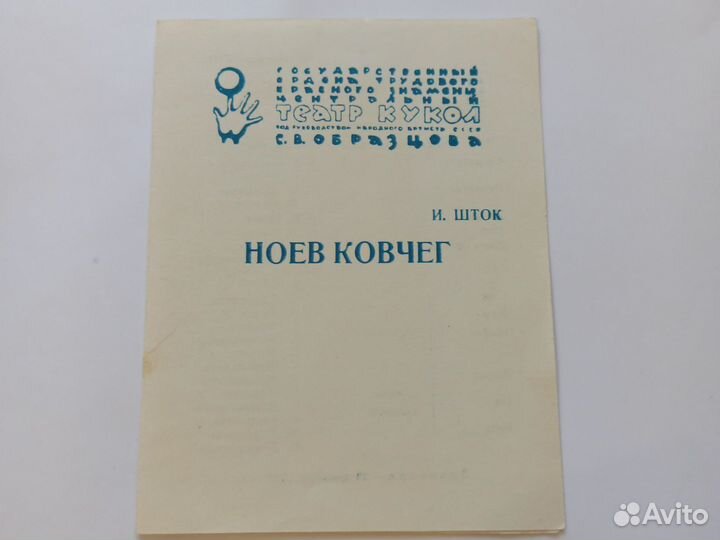 ГОСУДАРСТВЕННЫЙ
ОРДЕНА ТРУДОВОГО
КРАСНОГО ЗНАМЕНИ
ЦЕНТРАЛЬНЫЙ
ТЕАТР КУКОЛ
ПОД РУКОВОДСТВОМ НАРОДНОГО АРТИСТА СССР
С.В. ОБРАЗЦОВА
И. ШТОК
НОЕВ КОВЧЕГ
Avito